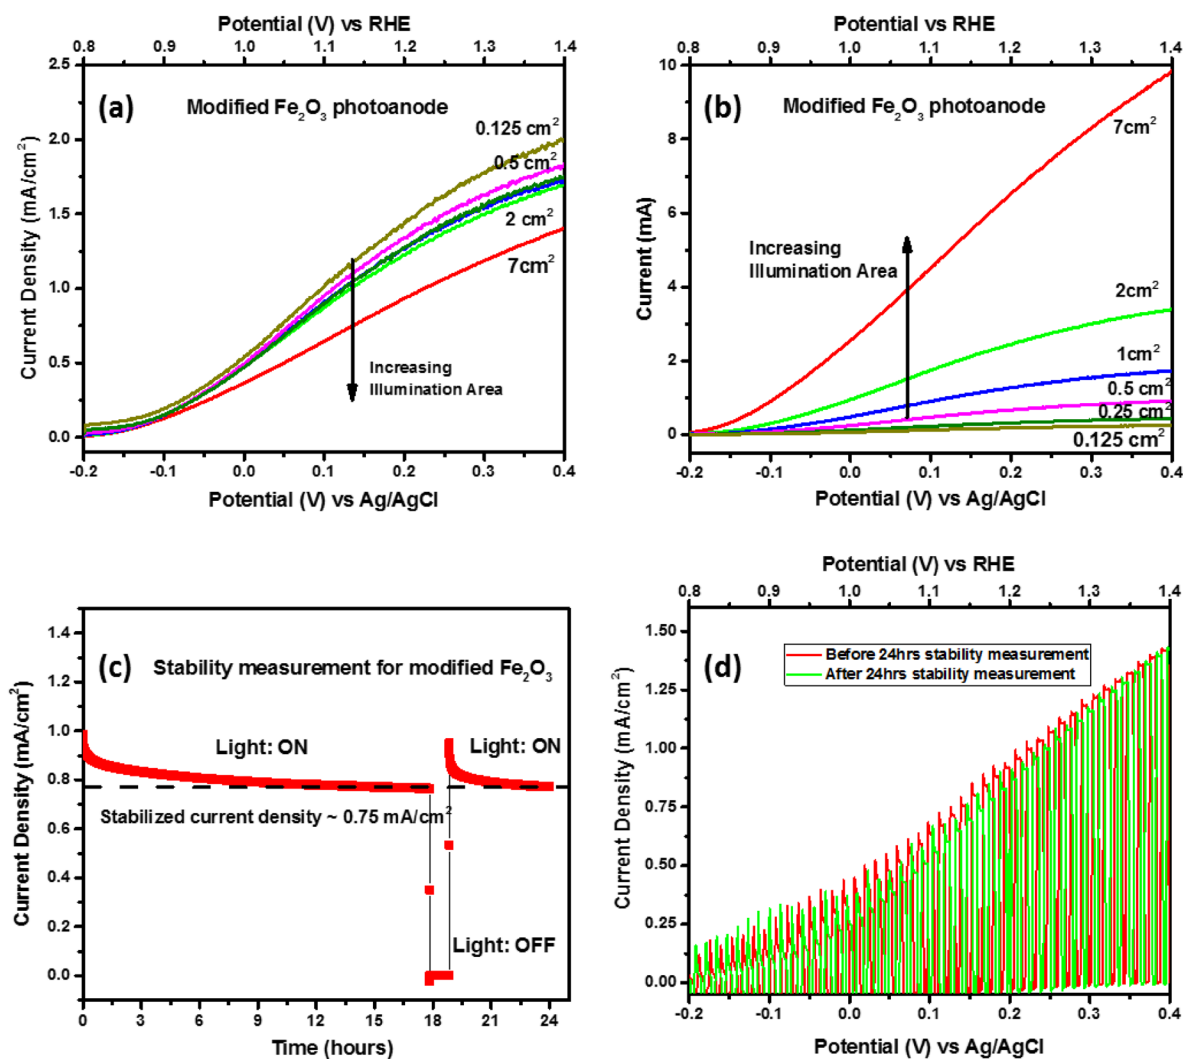 Potential (V) vs RHE
0.8 0.9 1.0 1.1 1.2 1.3 1.4
(a)
Modified Fe₂O₃ photoanode
2.5
2.0
1.5
1.0
0.5
0.0
Current Density (mA/cm²)
0.125 cm²
0.5 cm²
2 cm²
7cm²
Increasing
Illumination Area
-0.2 -0.1 0.0 0.1 0.2 0.3 0.4
Potential (V) vs Ag/AgCl
Potential (V) vs RHE
0.8 0.9 1.0 1.1 1.2 1.3 1.4
(b)
Modified Fe₂O₃ photoanode
10
8
6
4
2
0
Current (mA)
7cm²
Increasing
Illumination Area
2cm²
1cm²
0.5 cm²
0.25 cm²
0.125 cm²
-0.2 -0.1 0.0 0.1 0.2 0.3 0.4
Potential (V) vs Ag/AgCl
(c)
Stability measurement for modified Fe₂O₃
1.4
1.2
1.0
0.8
0.6
0.4
0.2
0.0
Current Density (mA/cm²)
Light: ON
Light: ON
Stabilized current density ~ 0.75 mA/cm²
Light: OFF
0 3 6 9 12 15 18 21 24
Time (hours)
Potential (V) vs RHE
0.8 0.9 1.0 1.1 1.2 1.3 1.4
(d)
Before 24hrs stability measurement
After 24hrs stability measurement
1.50
1.25
1.00
0.75
0.50
0.25
0.00
Current Density (mA/cm²)
-0.2 -0.1 0.0 0.1 0.2 0.3 0.4
Potential (V) vs Ag/AgCl